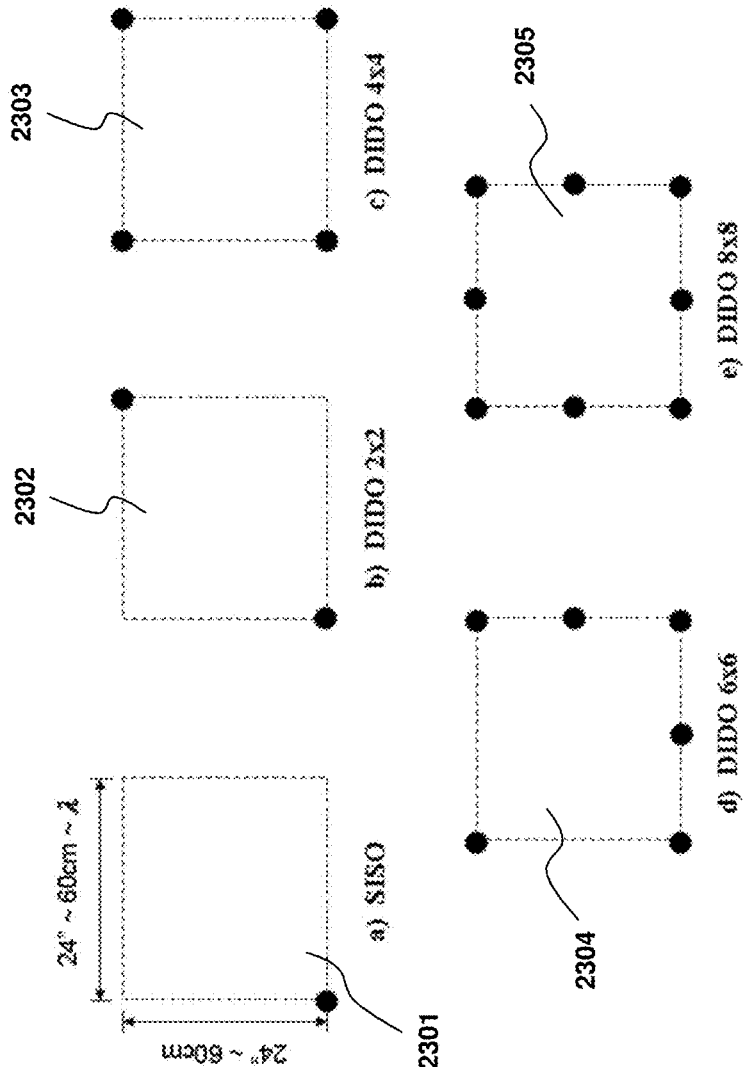 2302
2303
24" ~ 60cm ~ λ
24" ~ 60cm
a) SISO
b) DIDO 2x2
c) DIDO 4x4
2301
2305
2304
d) DIDO 6x6
e) DIDO 8x8